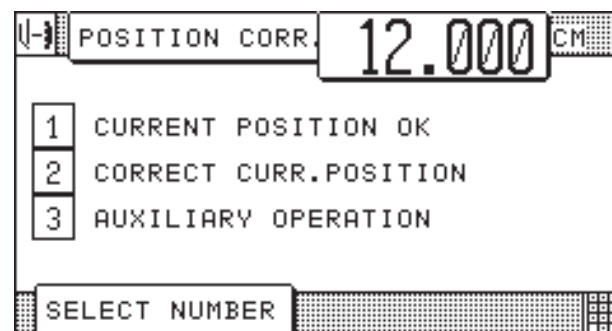 POSITION CORR. 12.000 CM
1 CURRENT POSITION OK
2 CORRECT CURR.POSITION
3 AUXILIARY OPERATION
SELECT NUMBER